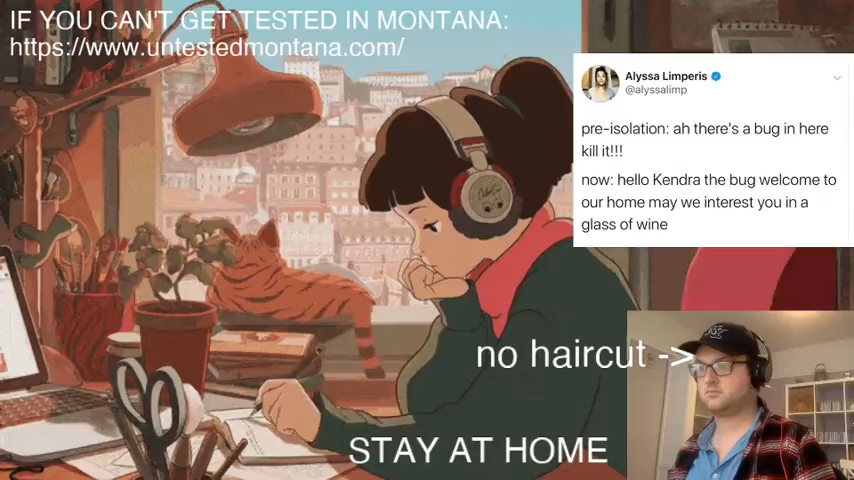 IF YOU CAN'T GET TESTED IN MONTANA:
https://www.untestedmontana.com/
Alyssa Limperis
@alyssalimp
pre-isolation: ah there's a bug in here
kill it!!!
now: hello Kendra the bug welcome to
our home may we interest you in a
glass of wine
no haircut ->
STAY AT HOME